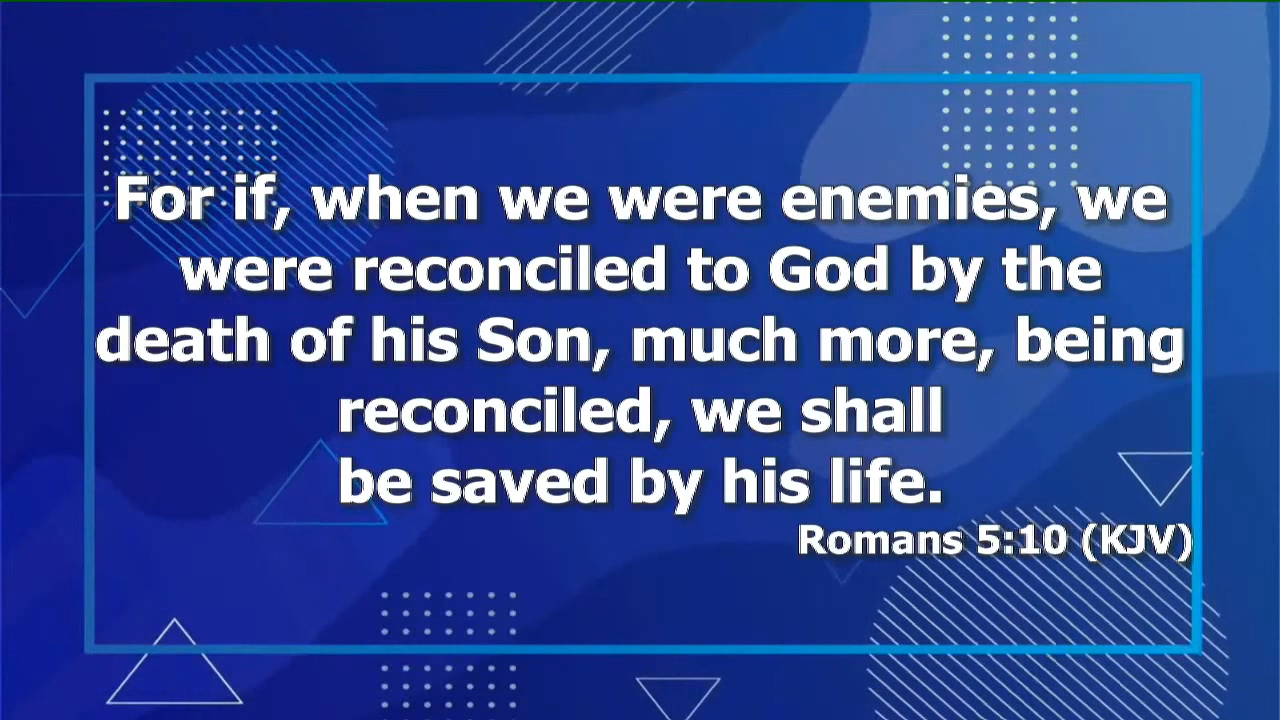 For if, when we were enemies, we
were reconciled to God by the
death of his Son, much more, being
reconciled, we shall
be saved by his life.
Romans 5:10 (KJV)